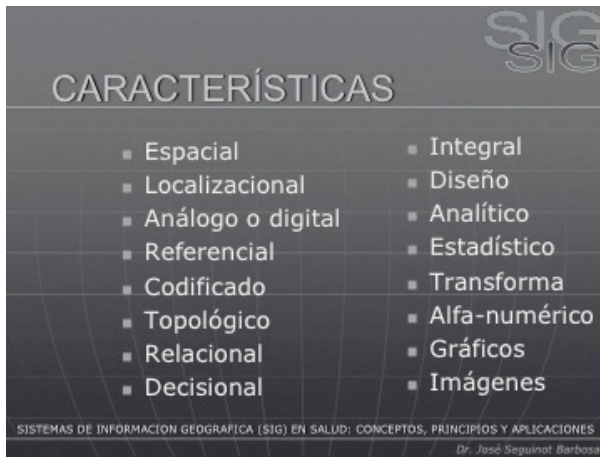 SIG
SIG
CARACTERÍSTICAS
Espacial
Localizacional
Análogo o digital
Referencial
Codificado
Topológico
Relacional
Decisional
Integral
Diseño
Analítico
Estadístico
Transforma
Alfa-numérico
Gráficos
Imágenes
SISTEMAS DE INFORMACION GEOGRAFICA (SIG) EN SALUD: CONCEPTOS, PRINCIPIOS Y APLICACIONES
Dr. José Seguinot Barbosa